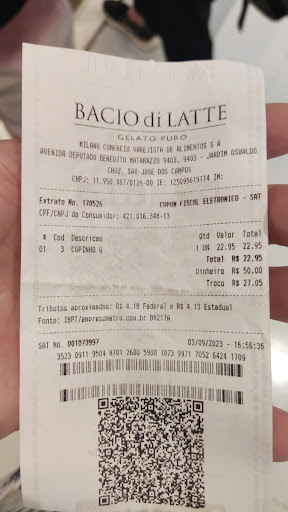 BACIO di LATTE
GELATO PURO
MILANO COMERCIO VAREJISTA DE ALIMENTOS S A
AVENIDA DEPUTADO BENEDITO MATARAZZO 9403, 9403 - JARDIM OSWALDO
CRUZ, SAO JOSE DOS CAMPOS
CNPJ: 11.950.487/0126-00 IE: 125095619114 IM:
Extrato No. 170526 CUPOM FISCAL ELETRONICO - SAT
CPF/CNPJ do Consumidor: 421.016.348-13
# Cod Descricao Qtd Valor Total
01 3 COPINHO G 1 UN 22,95 22,95
Total R$ 22,95
Dinheiro R$ 50,00
Troco R$ 27,05
Tributos aproximados: R$ 4.18 Federal e R$ 4.13 Estadual
Fonte: IBPT/empresometro.com.br B0217A
SAT No. 001073997 03/09/2023 - 16:56:36
3523 0911 9504 8701 2600 5900 1073 9971 7052 6424 1709